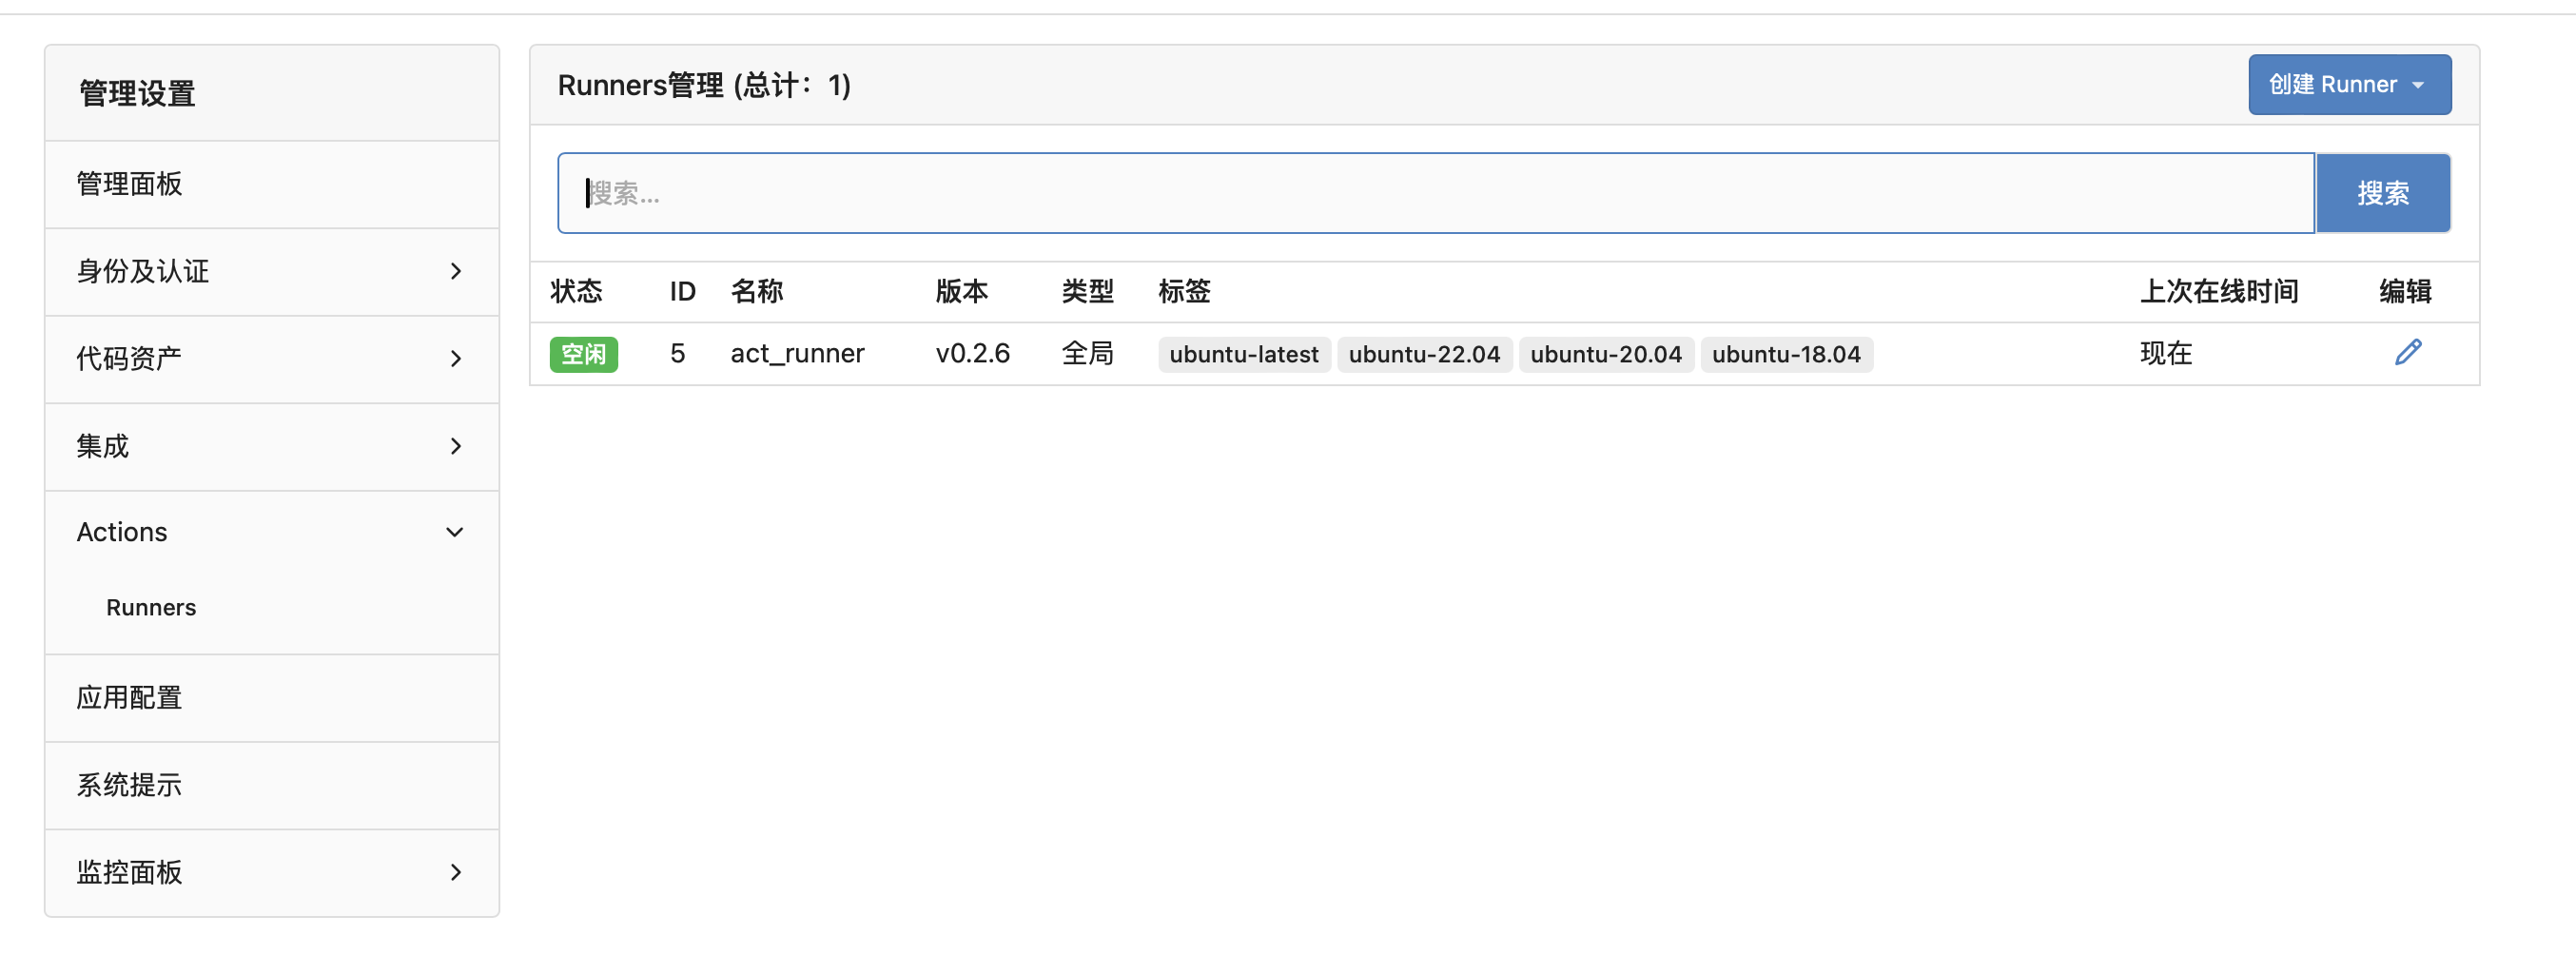 管理设置
管理面板
身份及认证
代码资产
集成
Actions
Runners
应用配置
系统提示
监控面板
Runners管理 (总计：1)
创建 Runner
搜索...
搜索
状态 ID 名称 版本 类型 标签 上次在线时间 编辑
空闲 5 act_runner v0.2.6 全局 ubuntu-latest ubuntu-22.04 ubuntu-20.04 ubuntu-18.04 现在